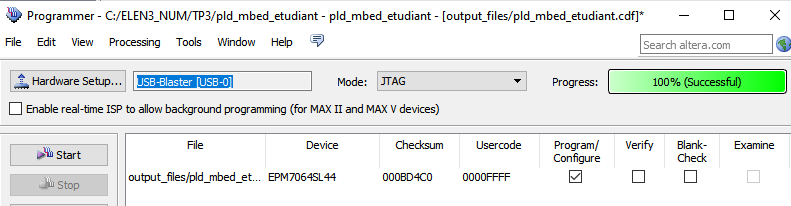 Programmer - C:/ELEN3_NUM/TP3/pld_mbed_etudiant - pld_mbed_etudiant - [output_files/pld_mbed_etudiant.cdf]*
File Edit View Processing Tools Window Help Search altera.com
Hardware Setup... USB-Blaster [USB-0] Mode: JTAG Progress: 100% (Successful)
Enable real-time ISP to allow background programming (for MAX II and MAX V devices)
Start
Stop
File Device Checksum Usercode Program/ Configure Verify Blank- Check Examine
output_files/pld_mbed_et... EPM7064SL44 000BD4C0 0000FFFF